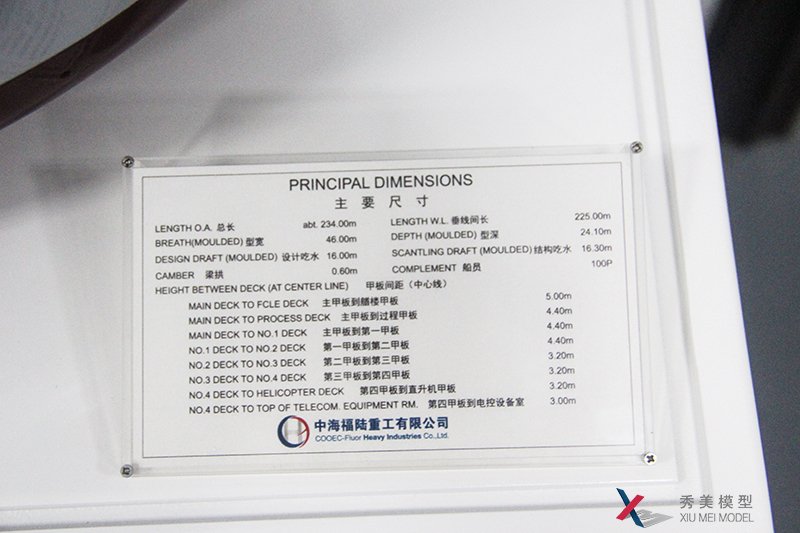 PRINCIPAL DIMENSIONS
主 要 尺 寸
LENGTH O.A. 总长 abt. 234.00m LENGTH W.L. 垂线间长 225.00m
BREATH(MOULDED) 型宽 46.00m DEPTH (MOULDED) 型深 24.10m
DESIGN DRAFT (MOULDED) 设计吃水 16.00m SCANTLING DRAFT (MOULDED) 结构吃水 16.30m
CAMBER 梁拱 0.60m COMPLEMENT 船员 100P
HEIGHT BETWEEN DECK (AT CENTER LINE) 甲板间距（中心线）
MAIN DECK TO FCLE DECK 主甲板到艏楼甲板 5.00m
MAIN DECK TO PROCESS DECK 主甲板到过程甲板 4.40m
MAIN DECK TO NO.1 DECK 主甲板到第一甲板 4.40m
NO.1 DECK TO NO.2 DECK 第一甲板到第二甲板 4.40m
NO.2 DECK TO NO.3 DECK 第二甲板到第三甲板 3.20m
NO.3 DECK TO NO.4 DECK 第三甲板到第四甲板 3.20m
NO.4 DECK TO HELICOPTER DECK 第四甲板到直升机甲板 3.20m
NO.4 DECK TO TOP OF TELECOM. EQUIPMENT RM. 第四甲板到电控设备室 3.00m
中海福陆重工有限公司
COOEC-Fluor Heavy Industries Co.,Ltd.
秀美模型
XIU MEI MODEL